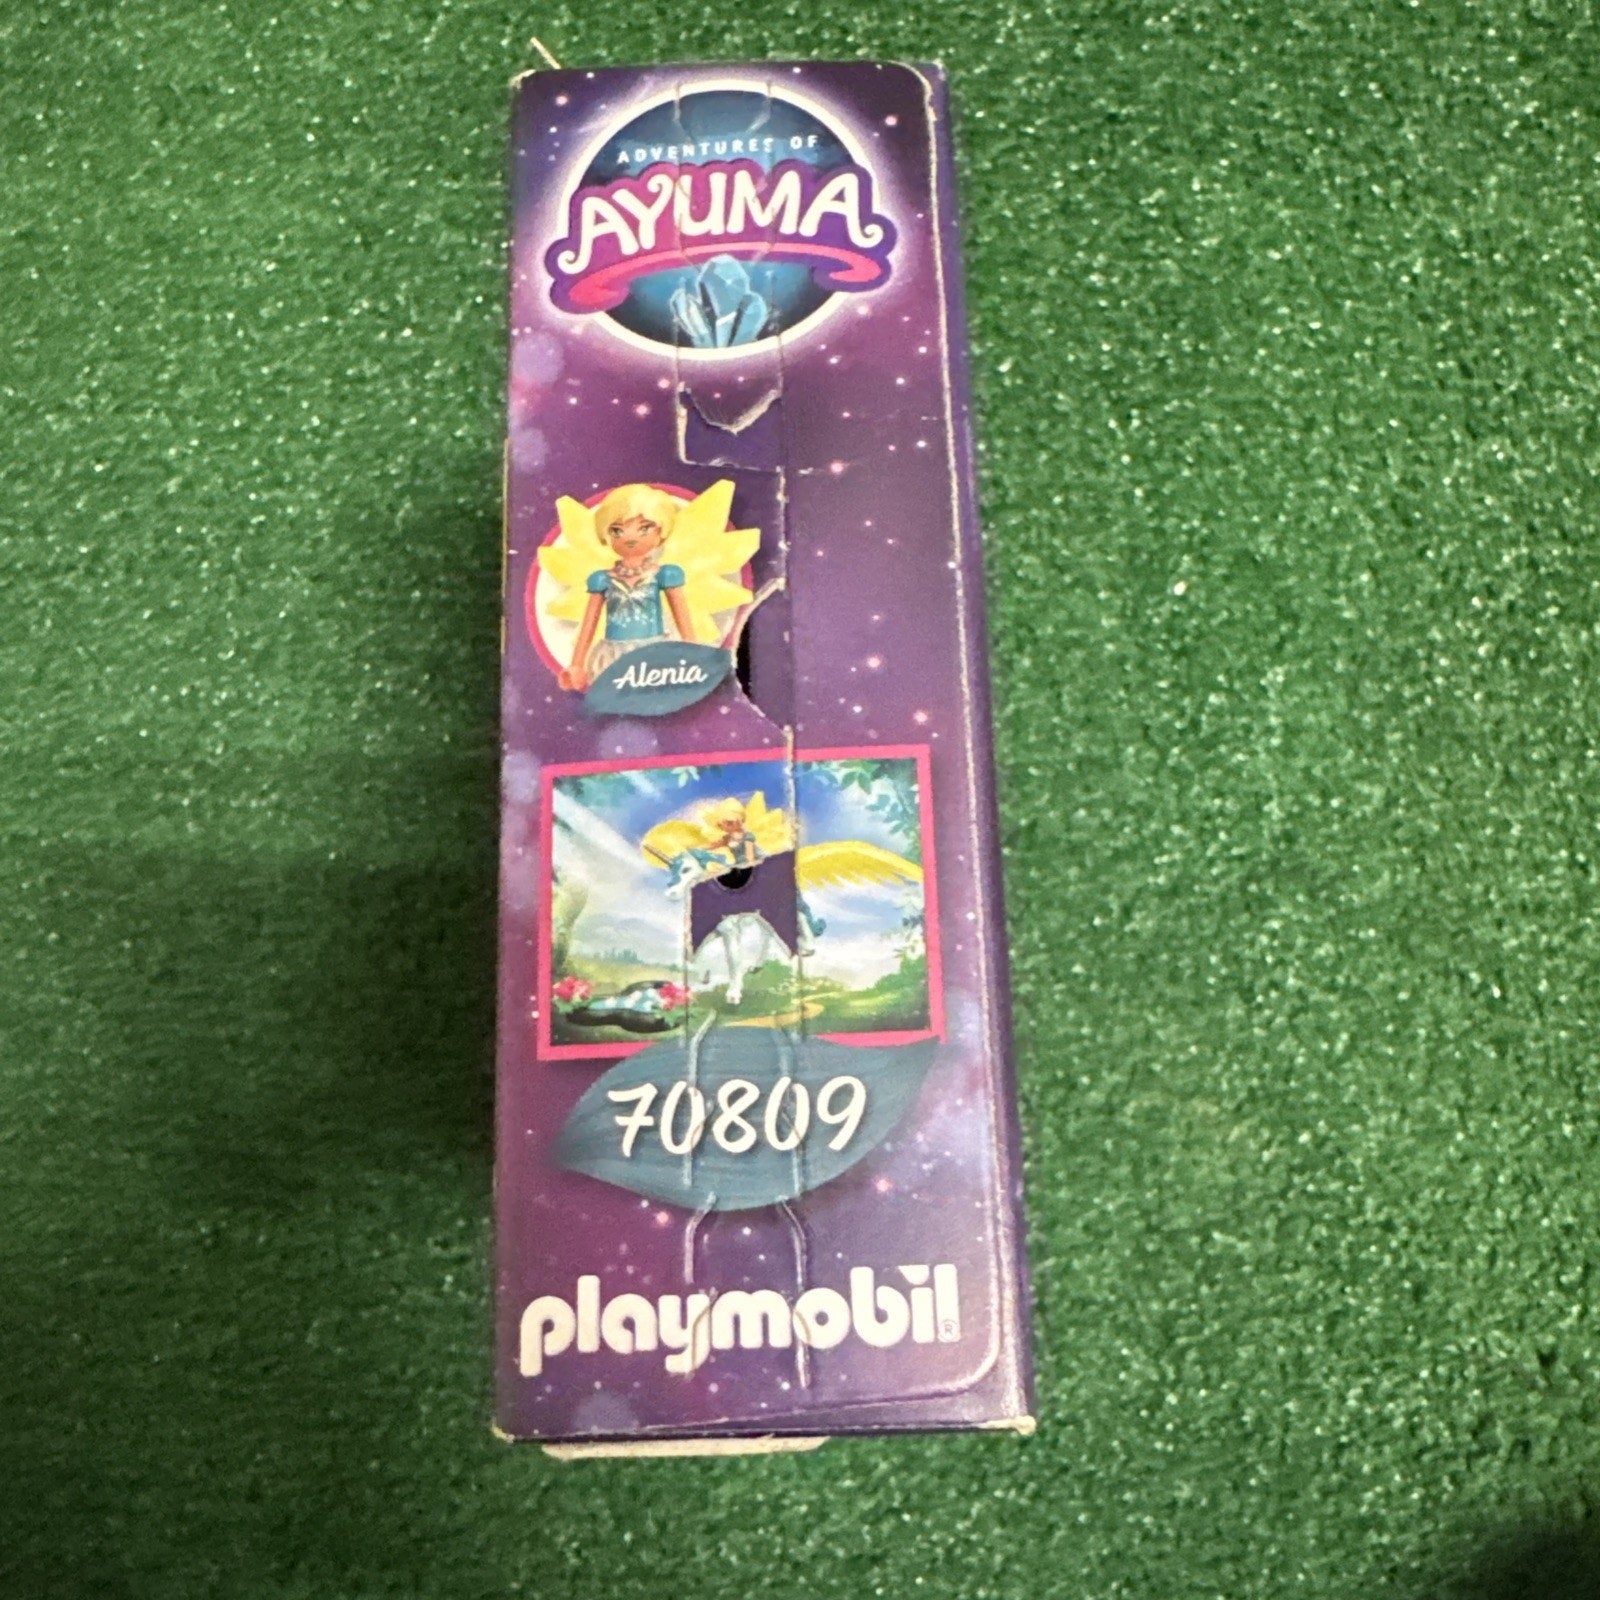 ADVENTURES OF
AYUMA
Alenia
70809
playmobil®